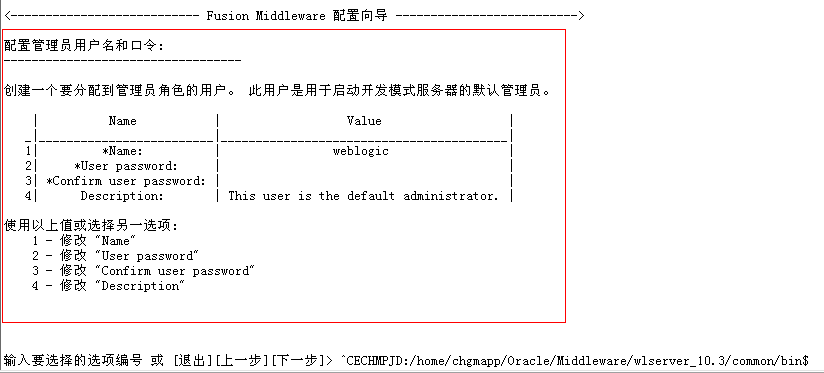 <---------------------------- Fusion Middleware 配置向导 --------------------------->
配置管理员用户名和口令:
----------------------------------
创建一个要分配到管理员角色的用户。 此用户是用于启动开发模式服务器的默认管理员。
| Name | Value |
_|_________________________|_________________________________________|
1| *Name: | weblogic |
2| *User password: | |
3| *Confirm user password: | |
4| Description: | This user is the default administrator. |
使用以上值或选择另一选项:
1 - 修改 "Name"
2 - 修改 "User password"
3 - 修改 "Confirm user password"
4 - 修改 "Description"
输入要选择的选项编号 或 [退出][上一步][下一步]> ^CECHMPJD:/home/chgmapp/Oracle/Middleware/wlserver_10.3/common/bin$